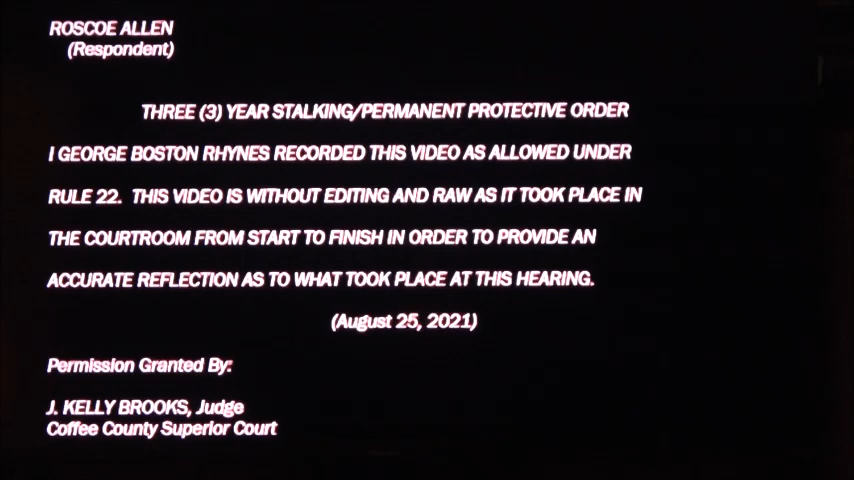 ROSCOE ALLEN
(Respondent)
THREE (3) YEAR STALKING/PERMANENT PROTECTIVE ORDER
I GEORGE BOSTON RHYNES RECORDED THIS VIDEO AS ALLOWED UNDER
RULE 22. THIS VIDEO IS WITHOUT EDITING AND RAW AS IT TOOK PLACE IN
THE COURTROOM FROM START TO FINISH IN ORDER TO PROVIDE AN
ACCURATE REFLECTION AS TO WHAT TOOK PLACE AT THIS HEARING.
(August 25, 2021)
Permission Granted By:
J. KELLY BROOKS, Judge
Coffee County Superior Court